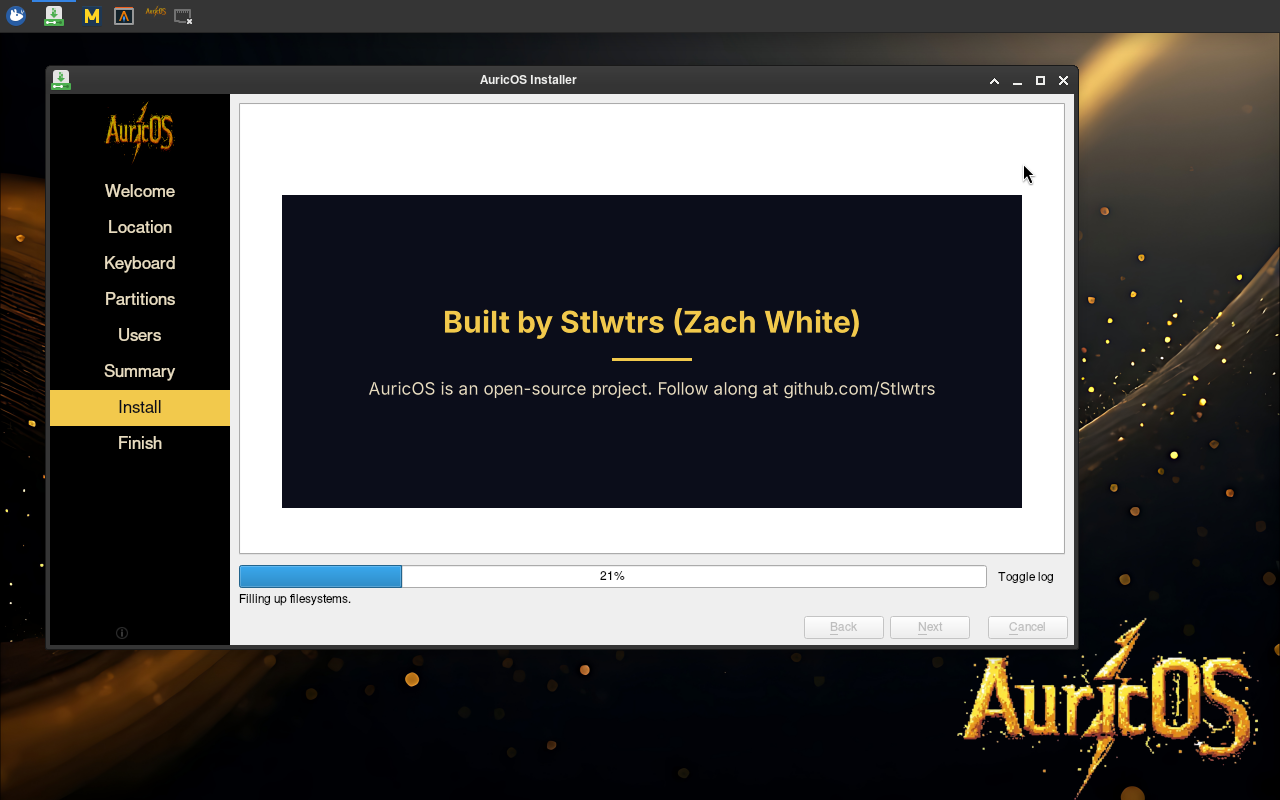 AuricOS Installer
AuricOS
Welcome
Location
Keyboard
Partitions
Users
Summary
Install
Finish
Built by Stlwtrs (Zach White)
AuricOS is an open-source project. Follow along at github.com/Stlwtrs
21%
Toggle log
Filling up filesystems.
Back
Next
Cancel
AuricOS